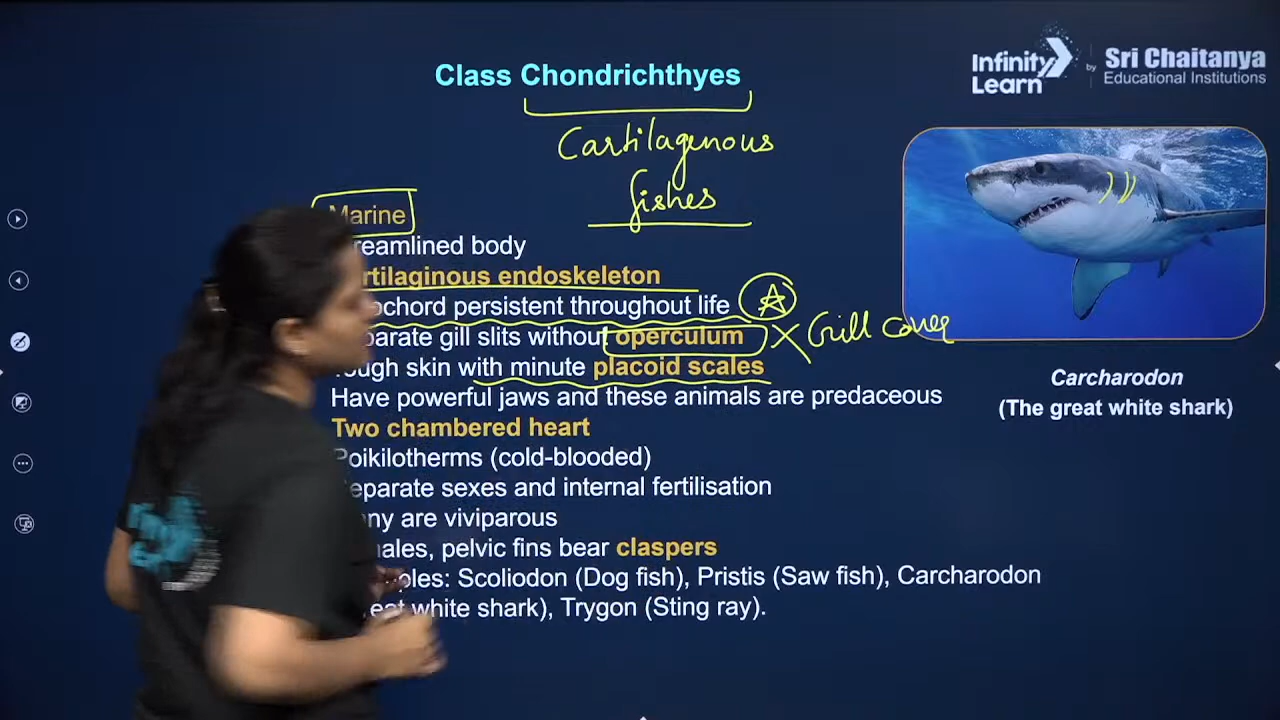 Class Chondrichthyes
Infinity Learn by Sri Chaitanya Educational Institutions
Cartilagenous
fishes
Marine
reamlined body
rtilaginous endoskeleton
ochord persistent throughout life
parate gill slits without operculum Gill cover
ough skin with minute placoid scales
Have powerful jaws and these animals are predaceous
Two chambered heart
Poikilotherms (cold-blooded)
eparate sexes and internal fertilisation
ny are viviparous
ales, pelvic fins bear claspers
ples: Scoliodon (Dog fish), Pristis (Saw fish), Carcharodon
eat white shark), Trygon (Sting ray).
Carcharodon
(The great white shark)